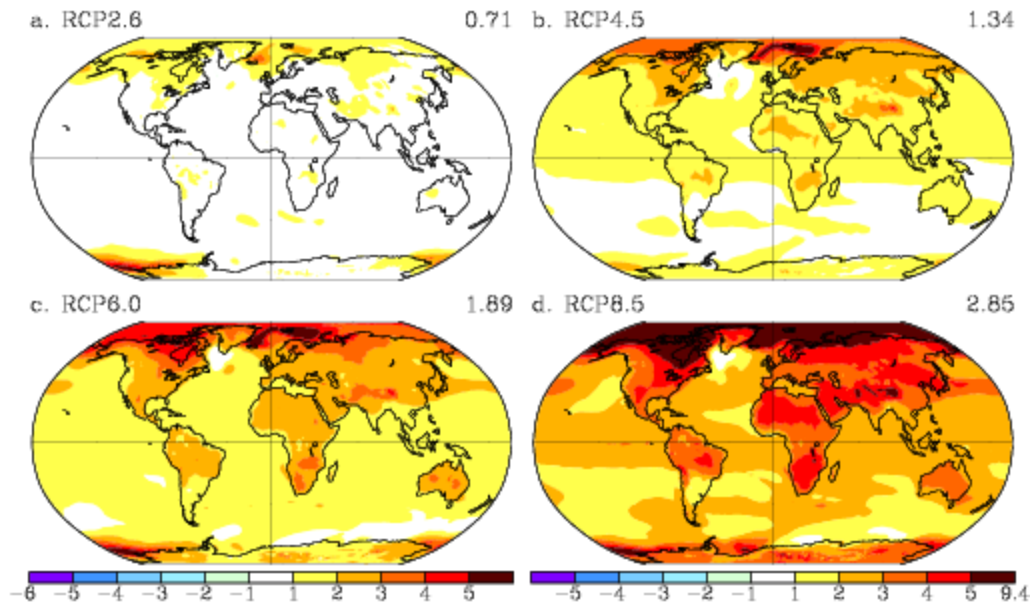 a. RCP2.6 0.71
b. RCP4.5 1.34
c. RCP6.0 1.89
d. RCP8.5 2.85
-6 -5 -4 -3 -2 -1 1 2 3 4 5
-5 -4 -3 -2 -1 1 2 3 4 5 9.4